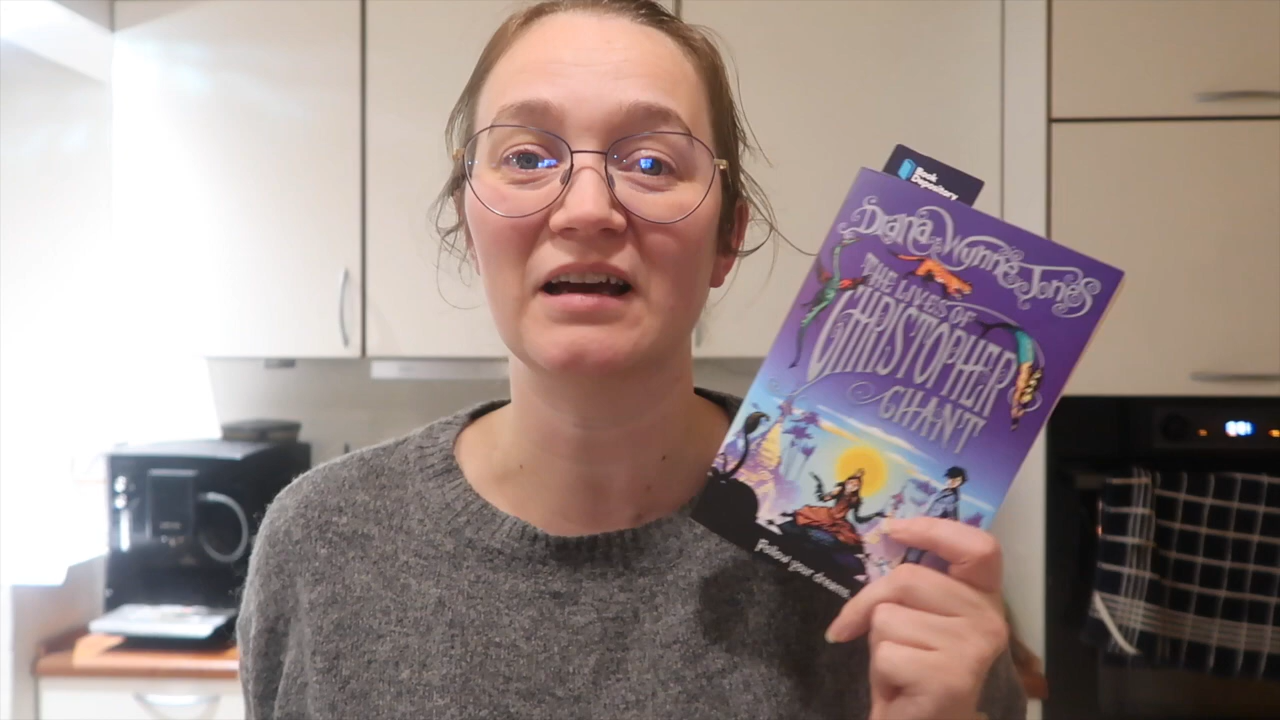 Book
Depository
Diana Wynne Jones
THE LIVES OF
CHRISTOPHER
CHANT
Follow your dreams